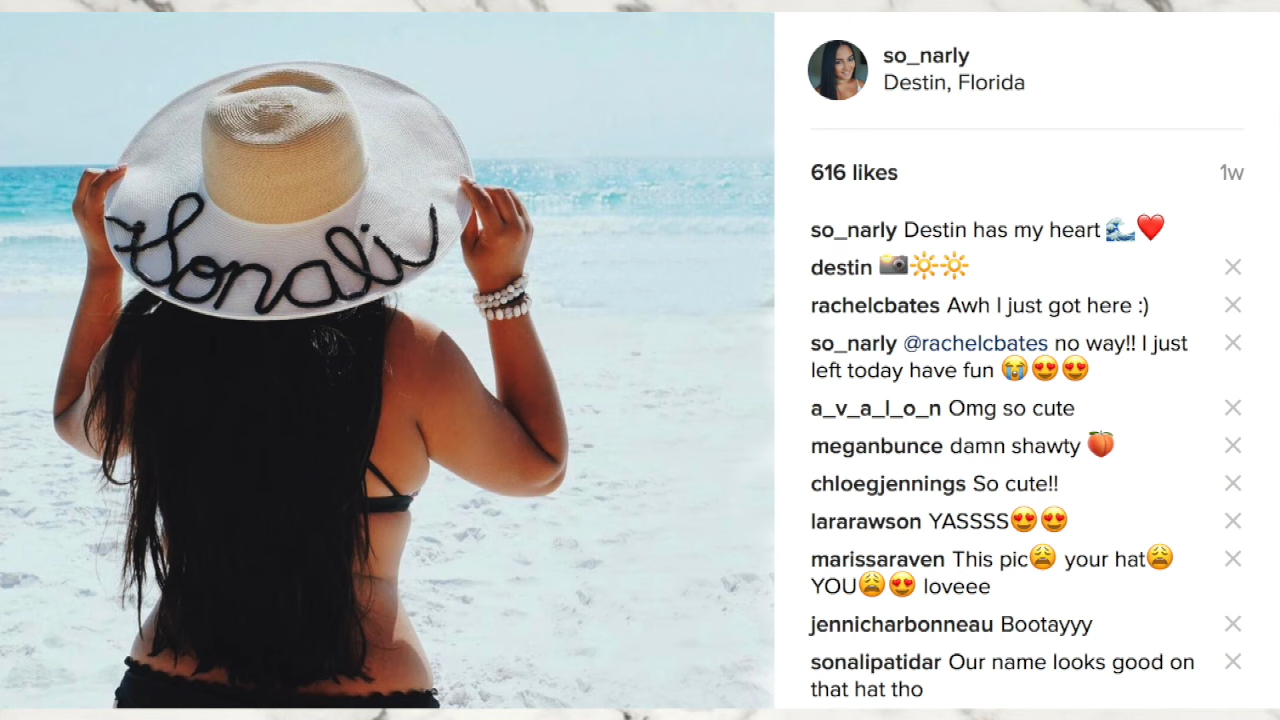 Sonali
so_narly
Destin, Florida
616 likes 1w
so_narly Destin has my heart 🌊❤️
destin 📸🔆🔆
rachelcbates Awh I just got here :)
so_narly @rachelcbates no way!! I just
left today have fun 😭😍😍
a_v_a_l_o_n Omg so cute
meganbunce damn shawty 🍑
chloegjennings So cute!!
lararawson YASSSS😍😍
marissaraven This pic😩 your hat😩
YOU😩😍 loveee
jennicharbonneau Bootayyy
sonalipatidar Our name looks good on
that hat tho